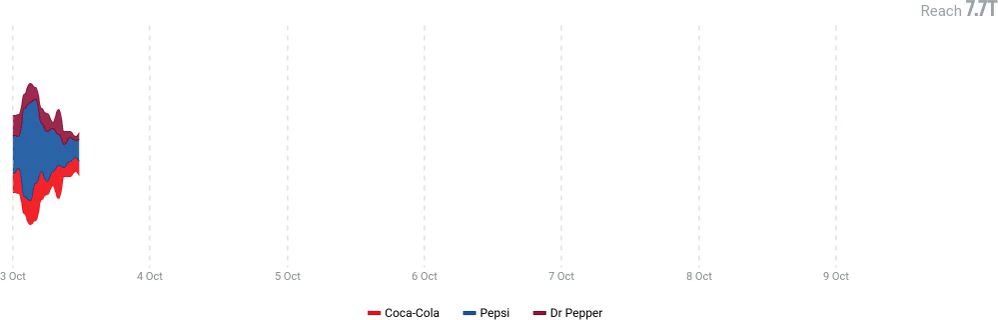 Reach 7.7T
3 Oct 4 Oct 5 Oct 6 Oct 7 Oct 8 Oct 9 Oct
Coca-Cola Pepsi Dr Pepper